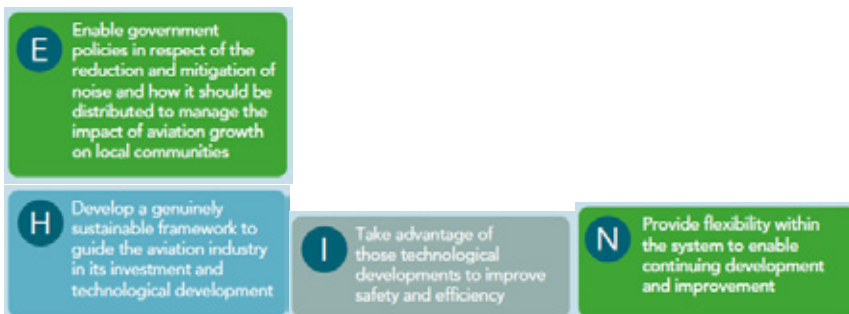 E
Enable government
policies in respect of the
reduction and mitigation of
noise and how it should be
distributed to manage the
impact of aviation growth
on local communities
H
Develop a genuinely
sustainable framework to
guide the aviation industry
in its investment and
technological development
I
Take advantage of
those technological
developments to improve
safety and efficiency
N
Provide flexibility within
the system to enable
continuing development
and improvement